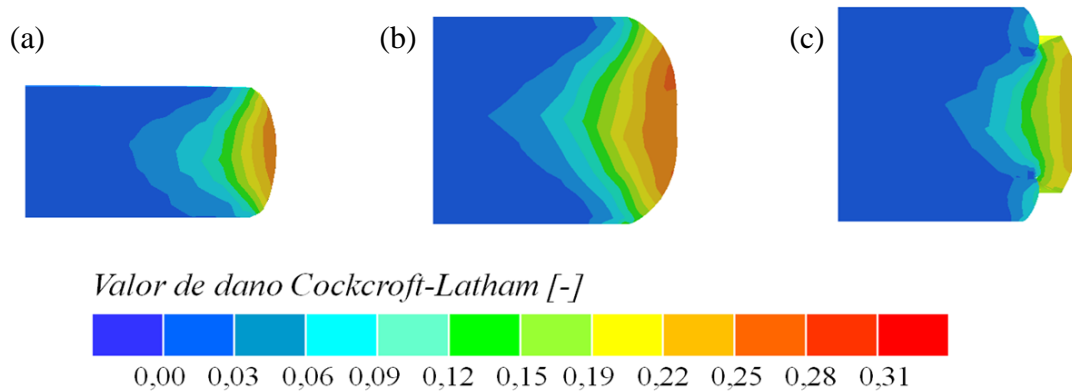 (a)
(b)
(c)
Valor de dano Cockcroft-Latham [-]
0,00 0,03 0,06 0,09 0,12 0,15 0,19 0,22 0,25 0,28 0,31